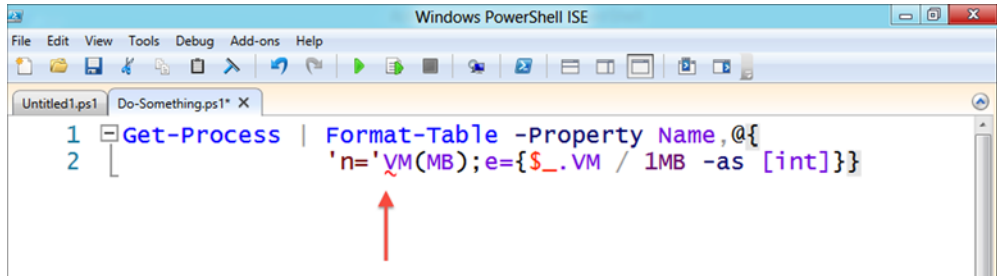 Windows PowerShell ISE
File Edit View Tools Debug Add-ons Help
Untitled1.ps1 Do-Something.ps1* X
1 Get-Process | Format-Table -Property Name,@{
2 'n='VM(MB);e={$_.VM / 1MB -as [int]}}